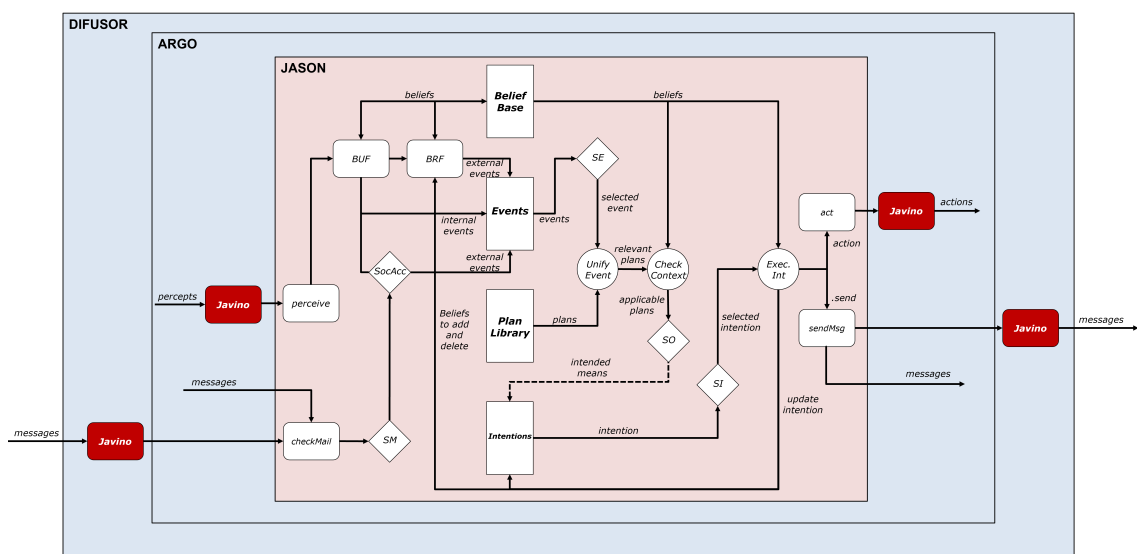 DIFUSOR
ARGO
JASON
beliefs
Belief
Base
beliefs
BUF
BRF
external
events
SE
selected
event
Events
events
internal
events
external
events
SocAcc
act
Javino
actions
action
relevant
plans
Unify
Event
Check
Context
Exec.
Int
percepts
Javino
perceive
Beliefs
to add
and
delete
Plan
Library
plans
applicable
plans
selected
intention
.send
sendMsg
Javino
messages
SO
intended
means
messages
messages
SI
update
intention
messages
Javino
checkMail
SM
Intentions
intention